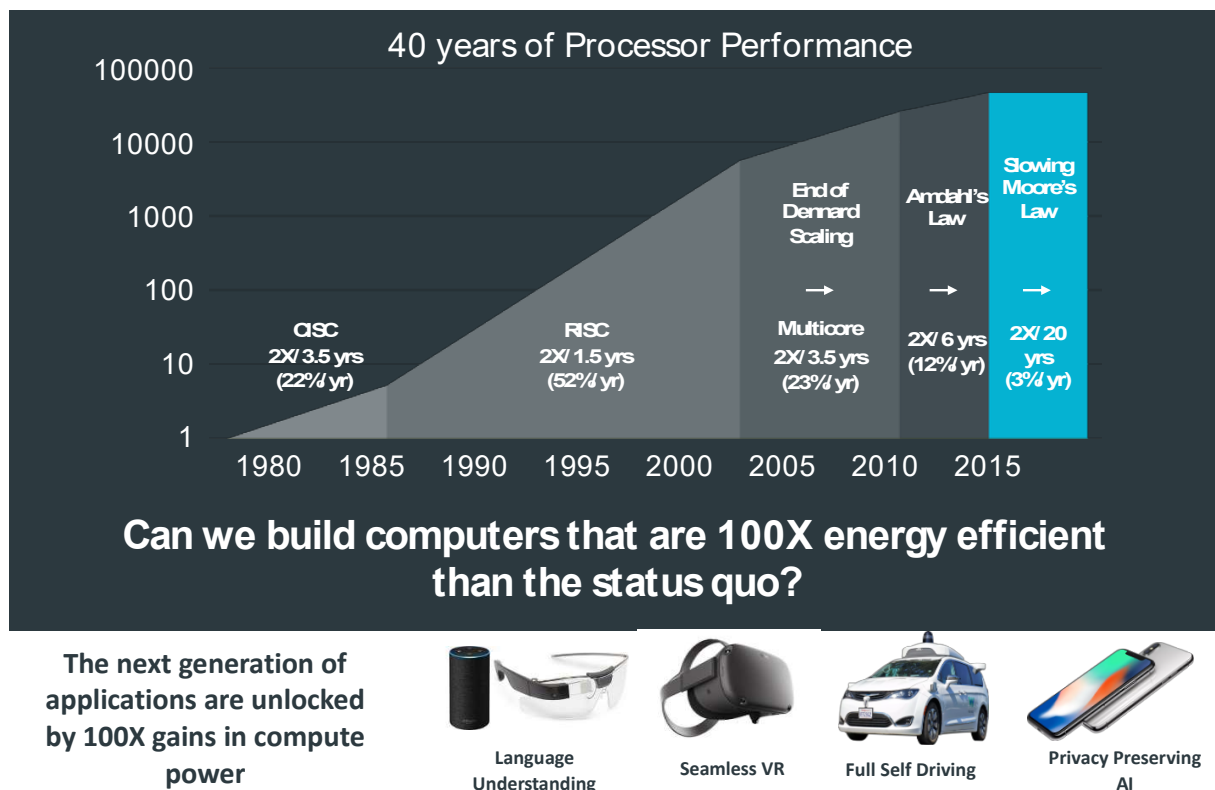 40 years of Processor Performance
100000
10000
1000
100
10
1
CISC
2X/ 3.5 yrs
(22%/yr)
RISC
2X/ 1.5 yrs
(52%/yr)
End of
Dennard
Scaling
→
Multicore
2X/ 3.5 yrs
(23%/yr)
Amdahl's
Law
→
2X/ 6 yrs
(12%/yr)
Slowing
Moore's
Law
→
2X/ 20
yrs
(3%/yr)
1980 1985 1990 1995 2000 2005 2010 2015
Can we build computers that are 100X energy efficient
than the status quo?
The next generation of
applications are unlocked
by 100X gains in compute
power
Language
Understanding
Seamless VR
Full Self Driving
Privacy Preserving
AI